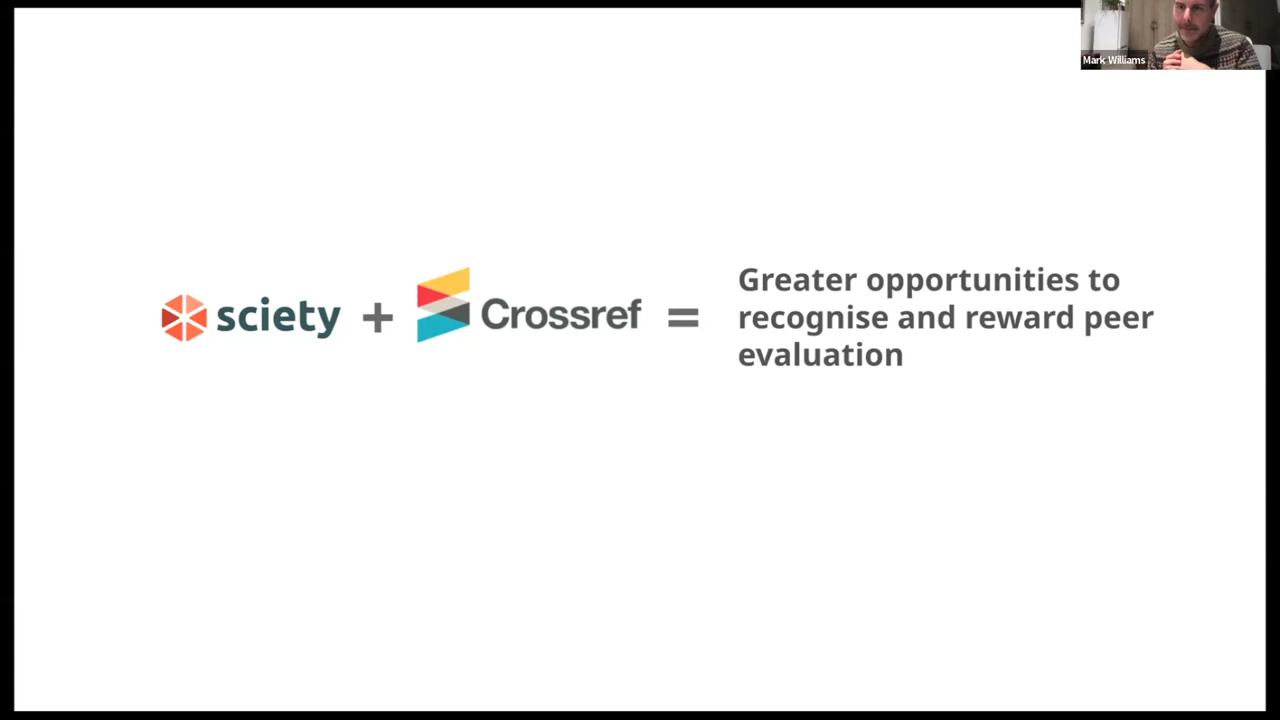 Mark Williams
sciety + Crossref = Greater opportunities to
recognise and reward peer
evaluation